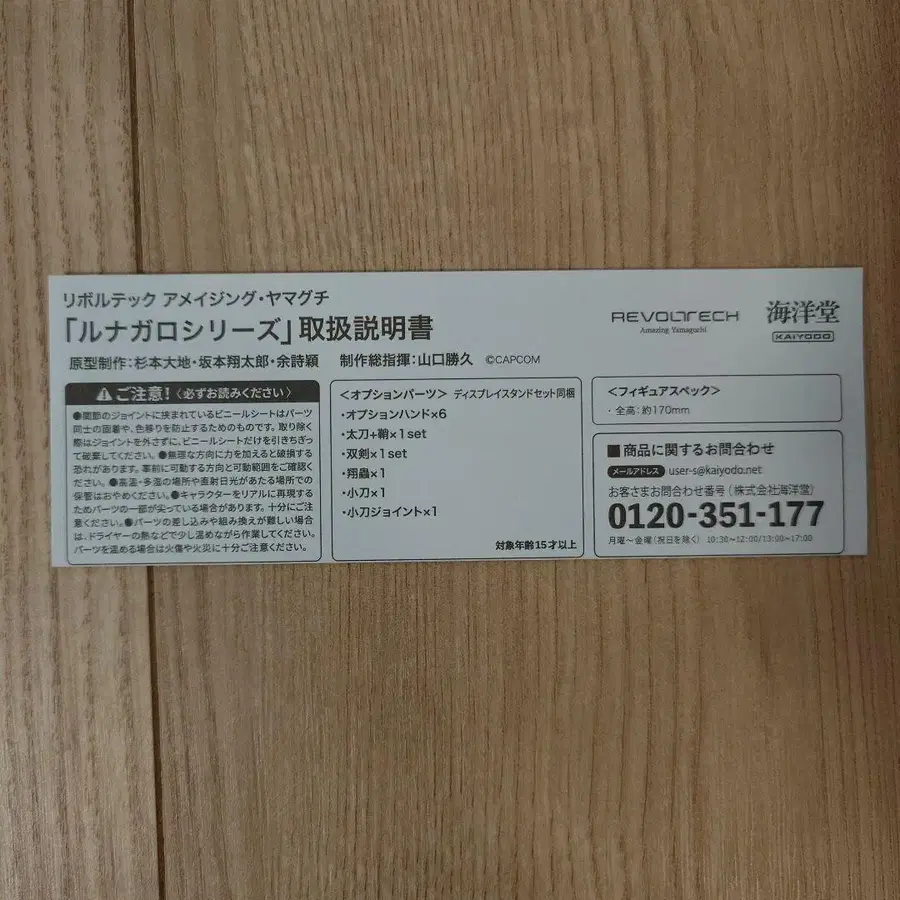 リボルテック アメイジング・ヤマグチ
「ルナガロシリーズ」取扱説明書
原型制作：杉本大地・坂本翔太郎・余詩穎　制作総指揮：山口勝久　©CAPCOM
REVOLTECH
Amazing Yamaguchi
海洋堂
KAIYODO
ご注意！〈必ずお読みください〉
●関節のジョイントに挟まれているビニールシートはパーツ
同士の固着や、色移りを防止するためのものです。取り除く
際はジョイントを外さずに、ビニールシートだけを引きちぎっ
て破棄してください。●無理な方向に力を加えると破損する
恐れがあります。事前に可動する方向と可動範囲をご確認く
ださい。●高温・多湿の場所や直射日光があたる場所での
保管はおやめください。●キャラクターをリアルに再現する
ためパーツの一部が尖っている場合があります。十分にご注
意ください。●パーツの差し込みや組み換えが難しい場合
は、ドライヤーの熱などで少し温めながら作業してください。
パーツを温める場合は火傷や火災に十分ご注意ください。
＜オプションパーツ＞ ディスプレイスタンドセット同梱
・オプションハンド×6
・太刀+鞘×1set
・双剣×1set
・翔蟲×1
・小刀×1
・小刀ジョイント×1
対象年齢15才以上
＜フィギュアスペック＞
・全高：約170mm
■商品に関するお問合わせ
メールアドレス user-s@kaiyodo.net
お客さまお問合わせ番号（株式会社海洋堂）
0120-351-177
月曜〜金曜（祝日を除く） 10:30〜12:00/13:00〜17:00